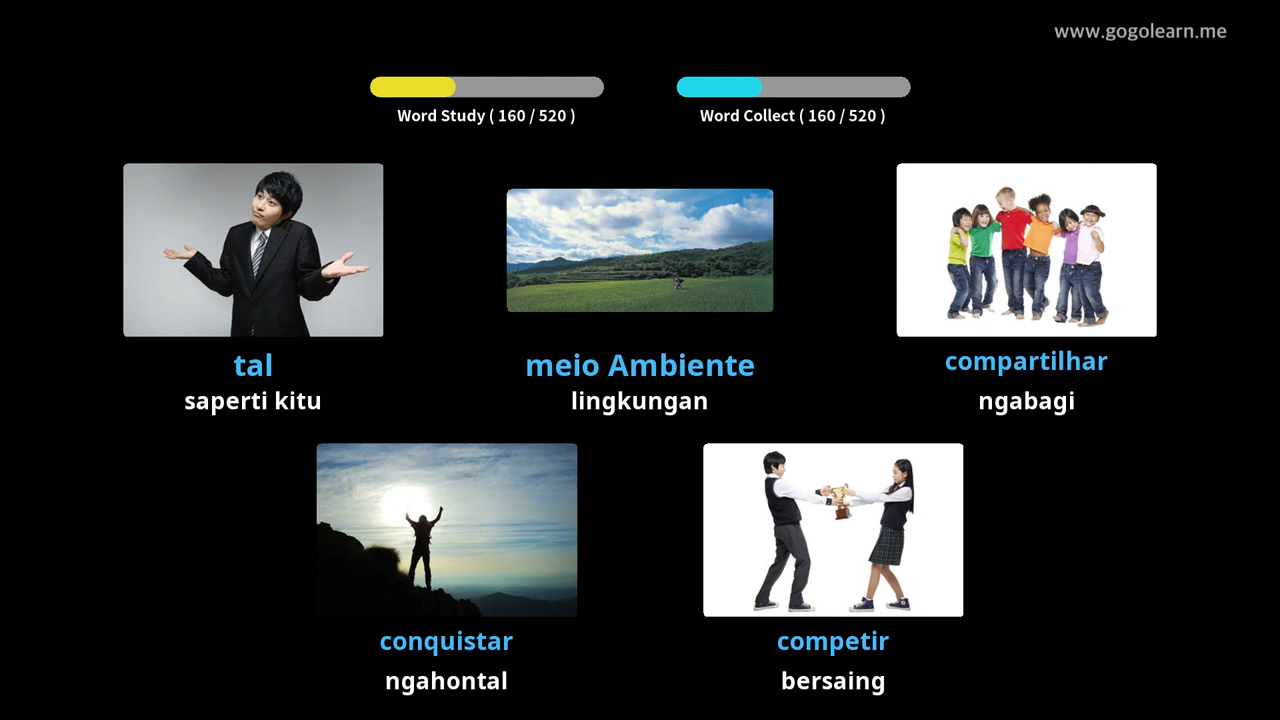 www.gogolearn.me
Word Study ( 160 / 520 )
Word Collect ( 160 / 520 )
tal
saperti kitu
meio Ambiente
lingkungan
compartilhar
ngabagi
conquistar
ngahontal
competir
bersaing